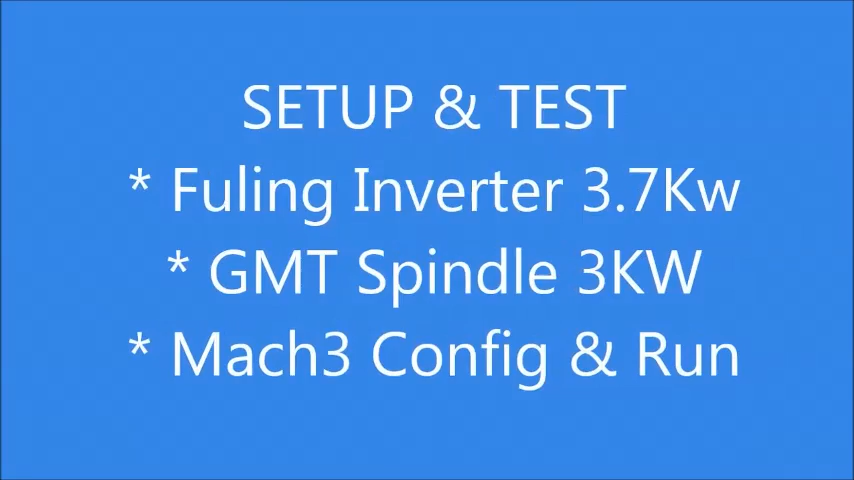 SETUP & TEST
* Fuling Inverter 3.7Kw
* GMT Spindle 3KW
* Mach3 Config & Run